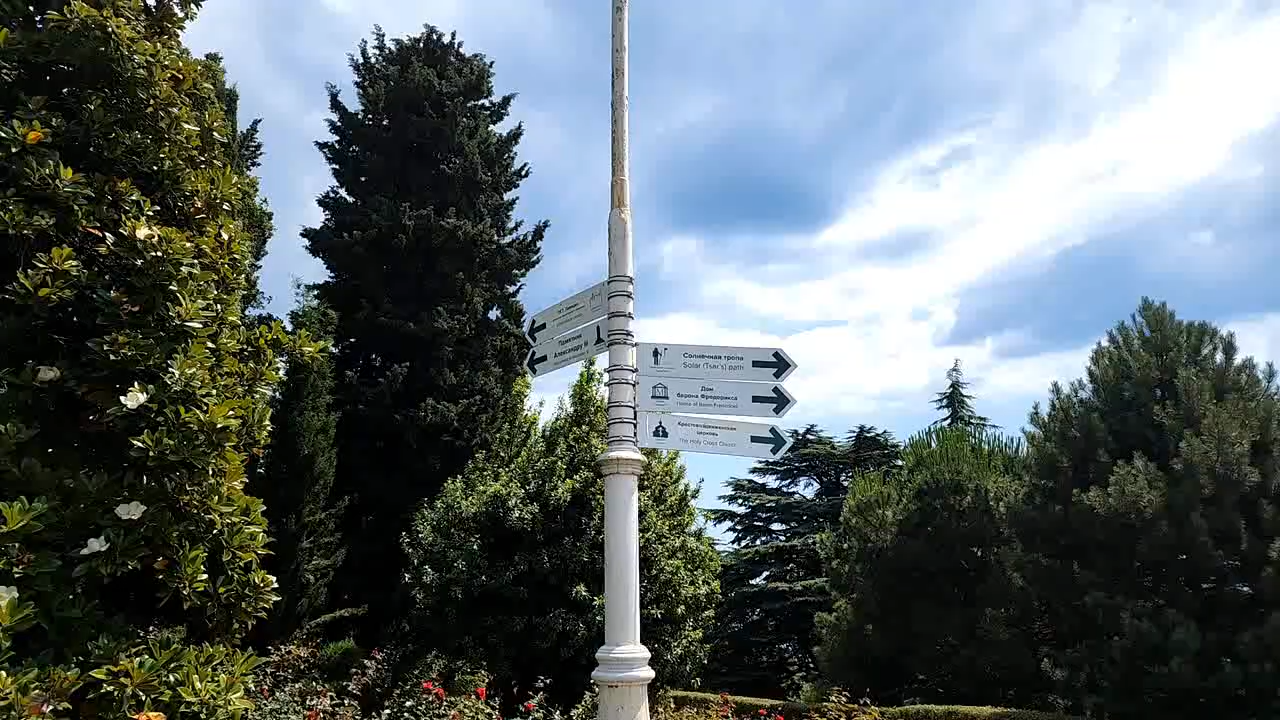 Памятник
Александру III
Солнечная тропа
Solar (Tsar's) path
Дом
барона Фредерикса
House of Baron Frederiks
Крестовоздвиженская
церковь
The Holy Cross Church